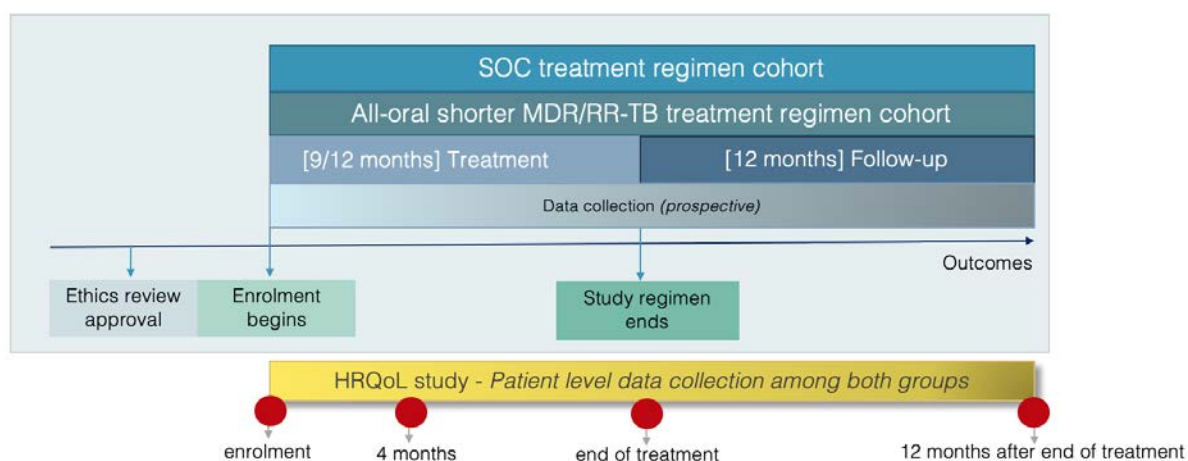 SOC treatment regimen cohort
All-oral shorter MDR/RR-TB treatment regimen cohort
[9/12 months] Treatment
[12 months] Follow-up
Data collection (prospective)
Outcomes
Ethics review
approval
Enrolment
begins
Study regimen
ends
HRQoL study - Patient level data collection among both groups
enrolment
4 months
end of treatment
12 months after end of treatment